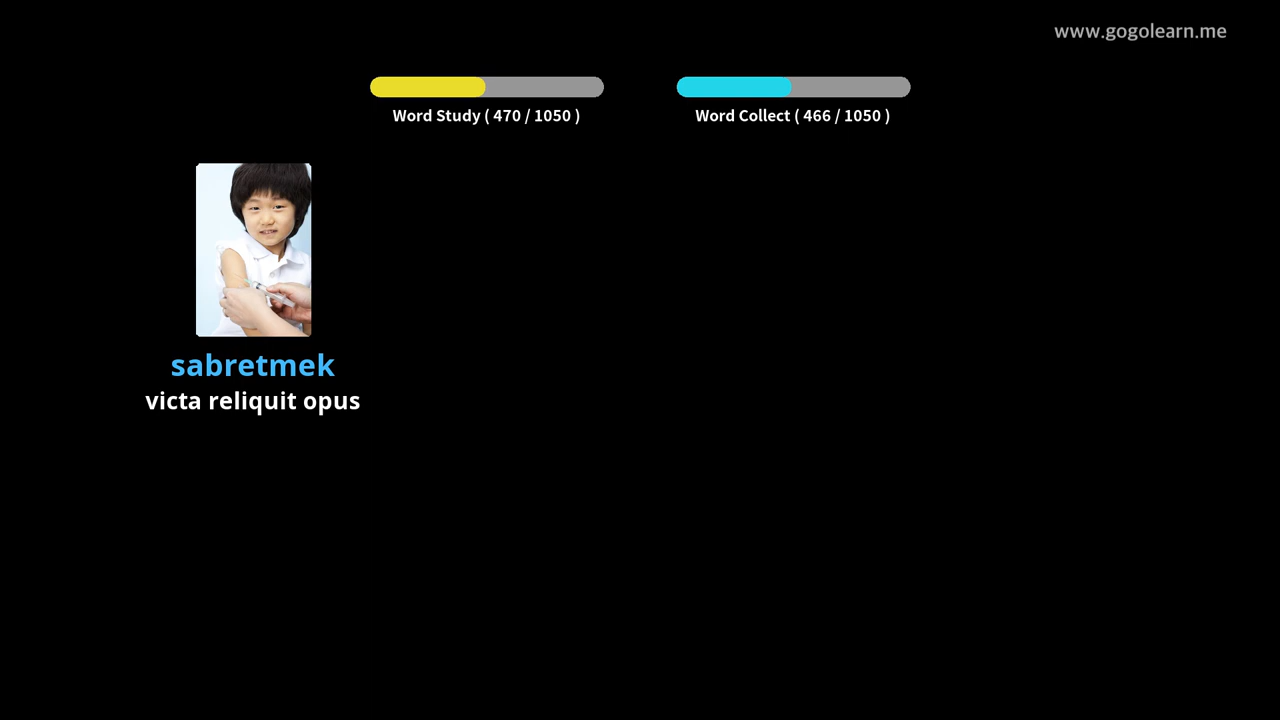 www.gogolearn.me
Word Study ( 470 / 1050 )
Word Collect ( 466 / 1050 )
sabretmek
victa reliquit opus